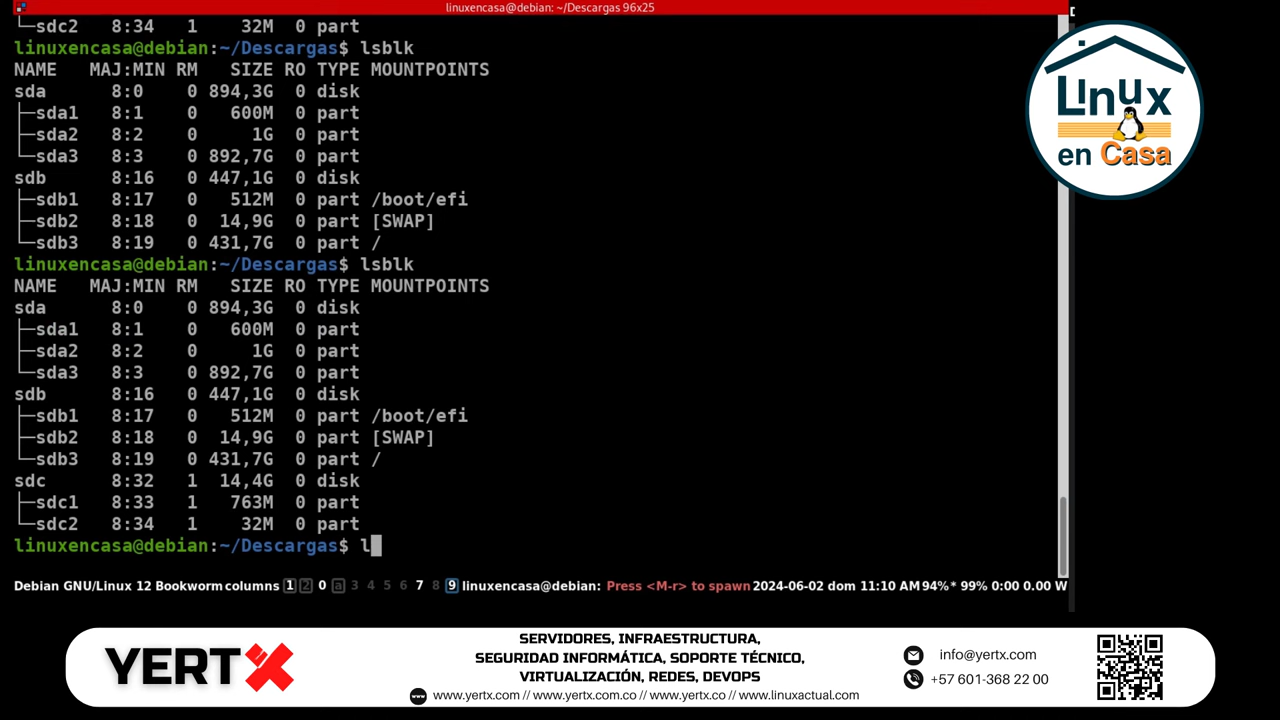 linuxencasa@debian: ~/Descargas 96x25
└─sdc2   8:34   1    32M  0 part
linuxencasa@debian:~/Descargas$ lsblk
NAME   MAJ:MIN RM   SIZE RO TYPE MOUNTPOINTS
sda      8:0    0 894,3G  0 disk
├─sda1   8:1    0   600M  0 part
├─sda2   8:2    0     1G  0 part
└─sda3   8:3    0 892,7G  0 part
sdb      8:16   0 447,1G  0 disk
├─sdb1   8:17   0   512M  0 part /boot/efi
├─sdb2   8:18   0  14,9G  0 part [SWAP]
└─sdb3   8:19   0 431,7G  0 part /
linuxencasa@debian:~/Descargas$ lsblk
NAME   MAJ:MIN RM   SIZE RO TYPE MOUNTPOINTS
sda      8:0    0 894,3G  0 disk
├─sda1   8:1    0   600M  0 part
├─sda2   8:2    0     1G  0 part
└─sda3   8:3    0 892,7G  0 part
sdb      8:16   0 447,1G  0 disk
├─sdb1   8:17   0   512M  0 part /boot/efi
├─sdb2   8:18   0  14,9G  0 part [SWAP]
└─sdb3   8:19   0 431,7G  0 part /
sdc      8:32   1  14,4G  0 disk
├─sdc1   8:33   1   763M  0 part
└─sdc2   8:34   1    32M  0 part
linuxencasa@debian:~/Descargas$ l
Debian GNU/Linux 12 Bookworm columns 1 2 0 a 3 4 5 6 7 8 9 linuxencasa@debian: Press <M-r> to spawn 2024-06-02 dom 11:10 AM 94%* 99% 0:00 0.00 W
Linux
en Casa
YERTX
SERVIDORES, INFRAESTRUCTURA,
SEGURIDAD INFORMÁTICA, SOPORTE TÉCNICO,
VIRTUALIZACIÓN, REDES, DEVOPS
www.yertx.com // www.yertx.com.co // www.yertx.co // www.linuxactual.com
info@yertx.com
+57 601-368 22 00